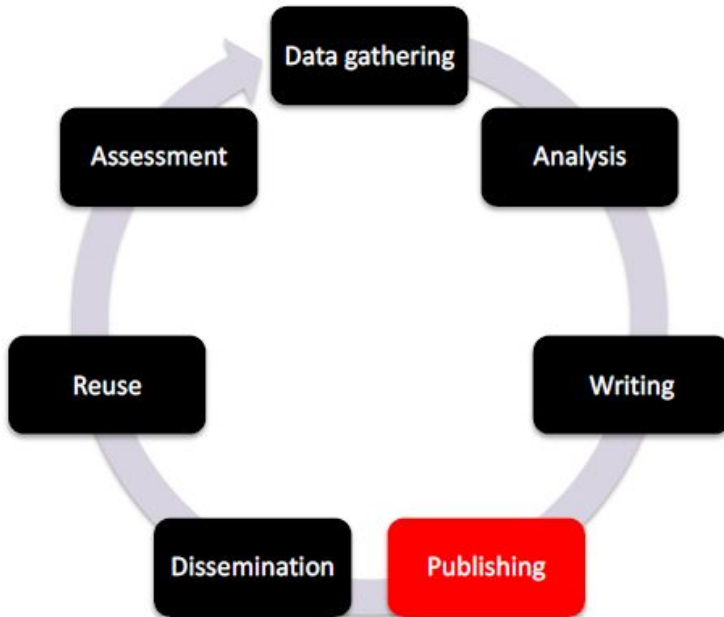 Data gathering
Analysis
Writing
Publishing
Dissemination
Reuse
Assessment